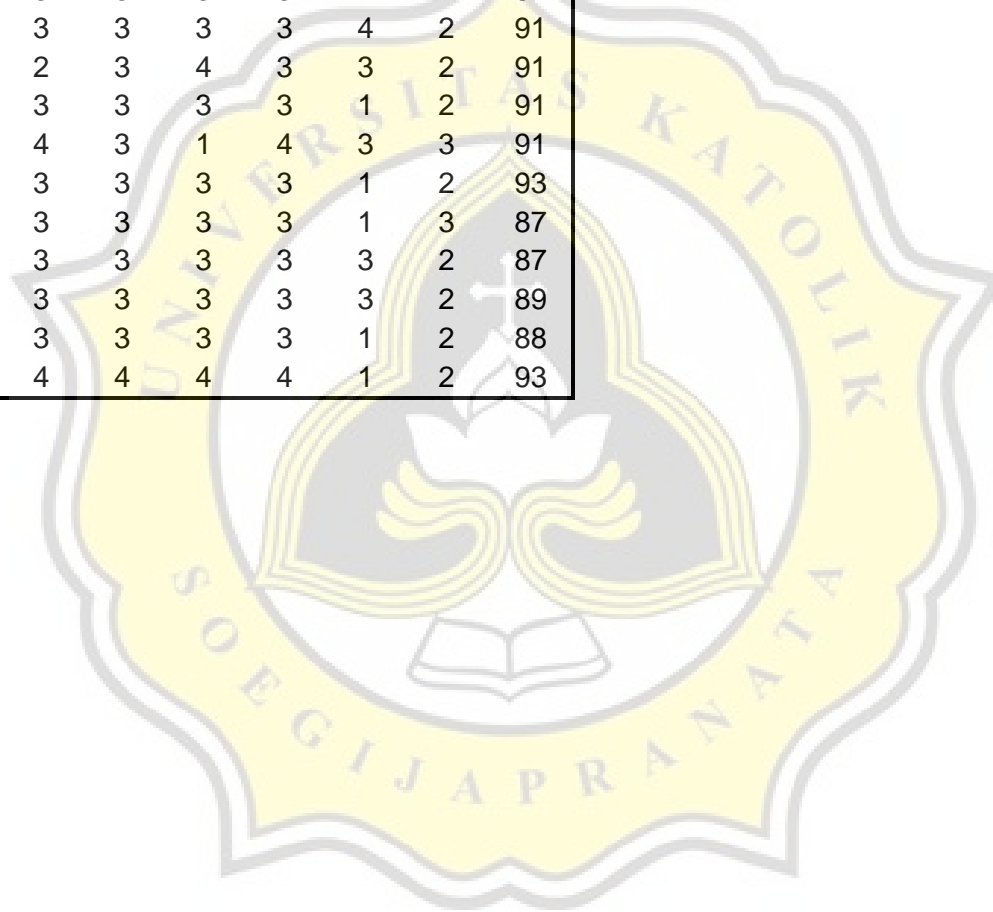 3 3 3 3 4 2 91
2 3 4 3 3 2 91
3 3 3 3 1 2 91
4 3 1 4 3 3 91
3 3 3 3 1 2 93
3 3 3 3 1 3 87
3 3 3 3 3 2 87
3 3 3 3 3 2 89
3 3 3 3 1 2 88
4 4 4 4 1 2 93
UNIVERSITAS KATOLIK
SOEGIJAPRANATA